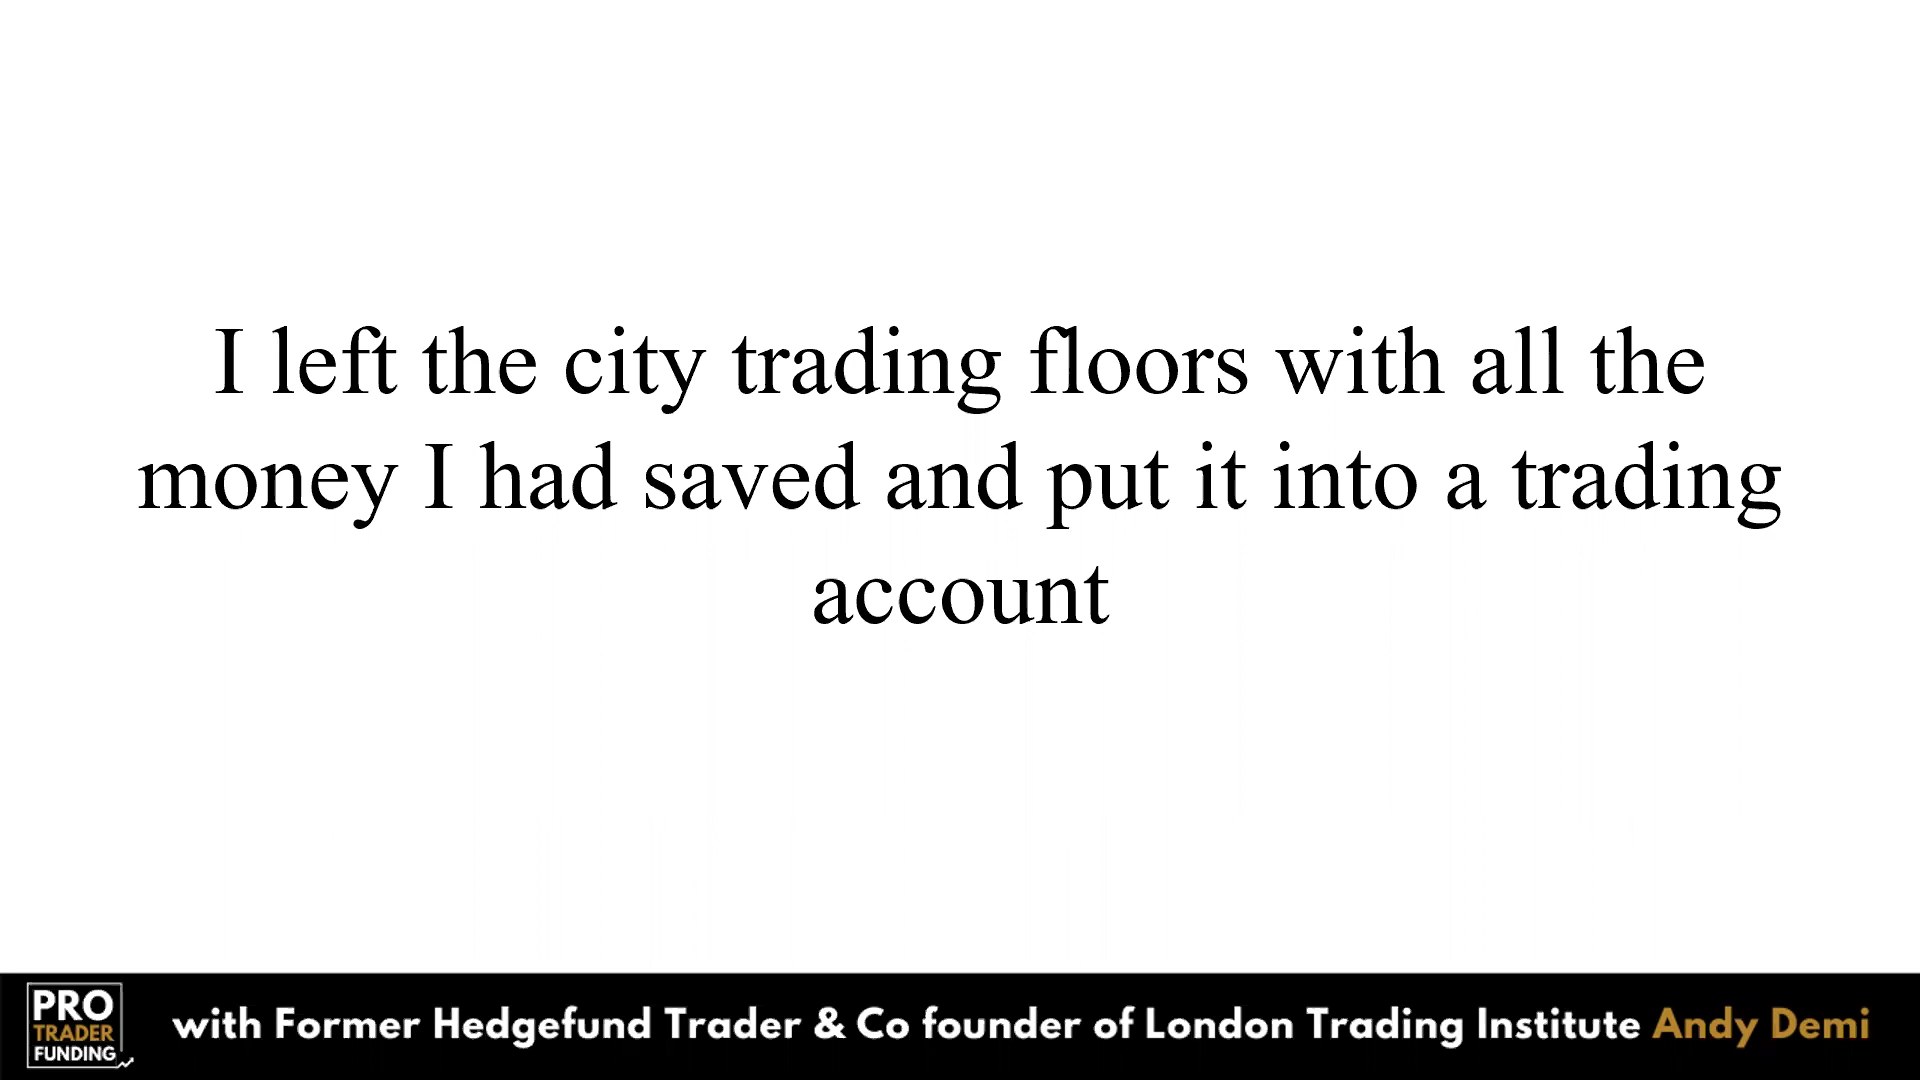 I left the city trading floors with all the
money I had saved and put it into a trading
account
PRO
TRADER
FUNDING
with Former Hedgefund Trader & Co founder of London Trading Institute Andy Demi